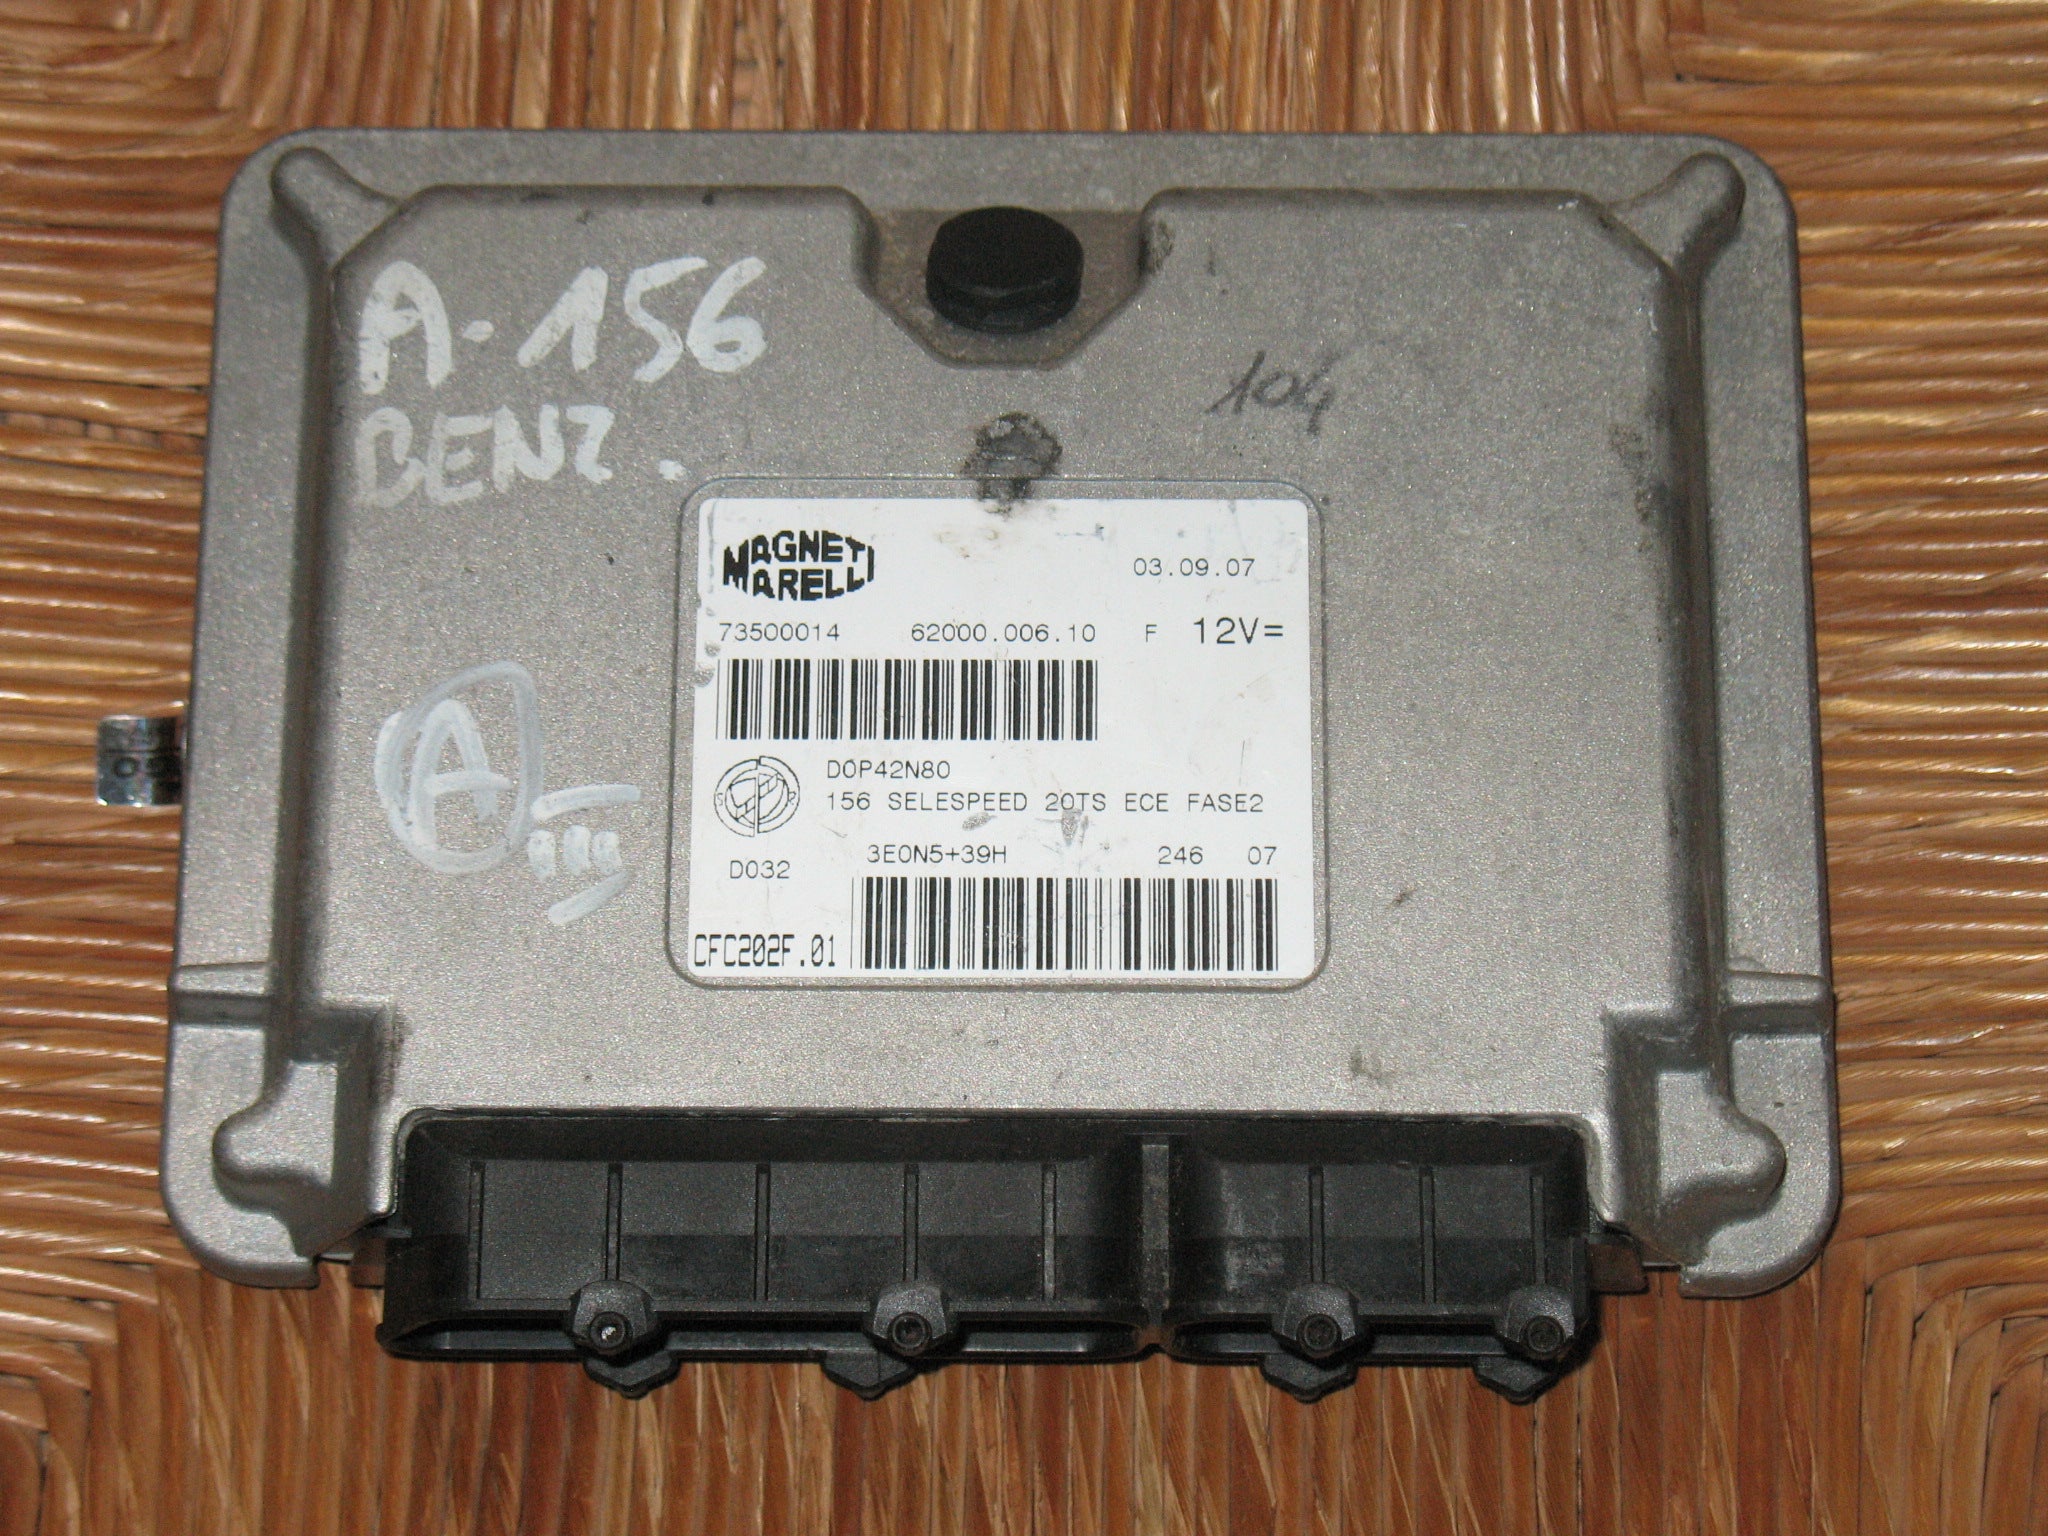 A-156
BENZ.
104
MAGNETI
MARELLI
03.09.07
73500014 62000.006.10 F 12V=
D0P42N80
156 SELESPEED 20TS ECE FASE2
S R
3E0N5+39H 246 07
D032
CFC202F.01
A